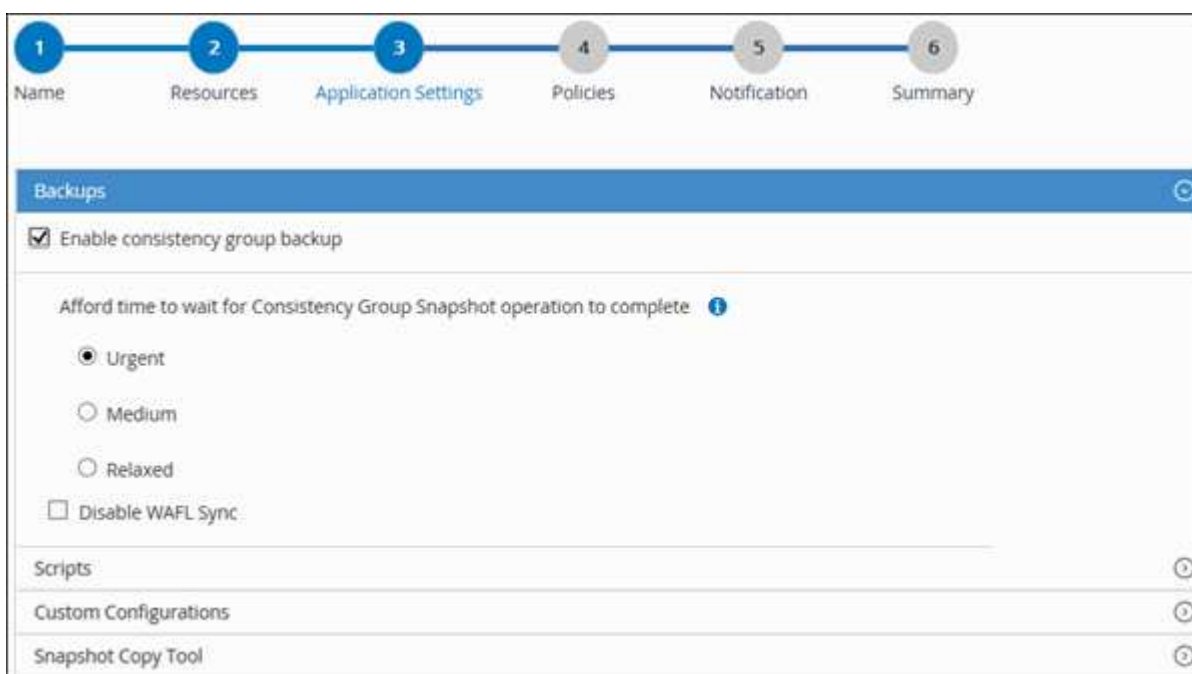 1 2 3 4 5 6
Name Resources Application Settings Policies Notification Summary
Backups
Enable consistency group backup
Afford time to wait for Consistency Group Snapshot operation to complete
Urgent
Medium
Relaxed
Disable WAFL Sync
Scripts
Custom Configurations
Snapshot Copy Tool